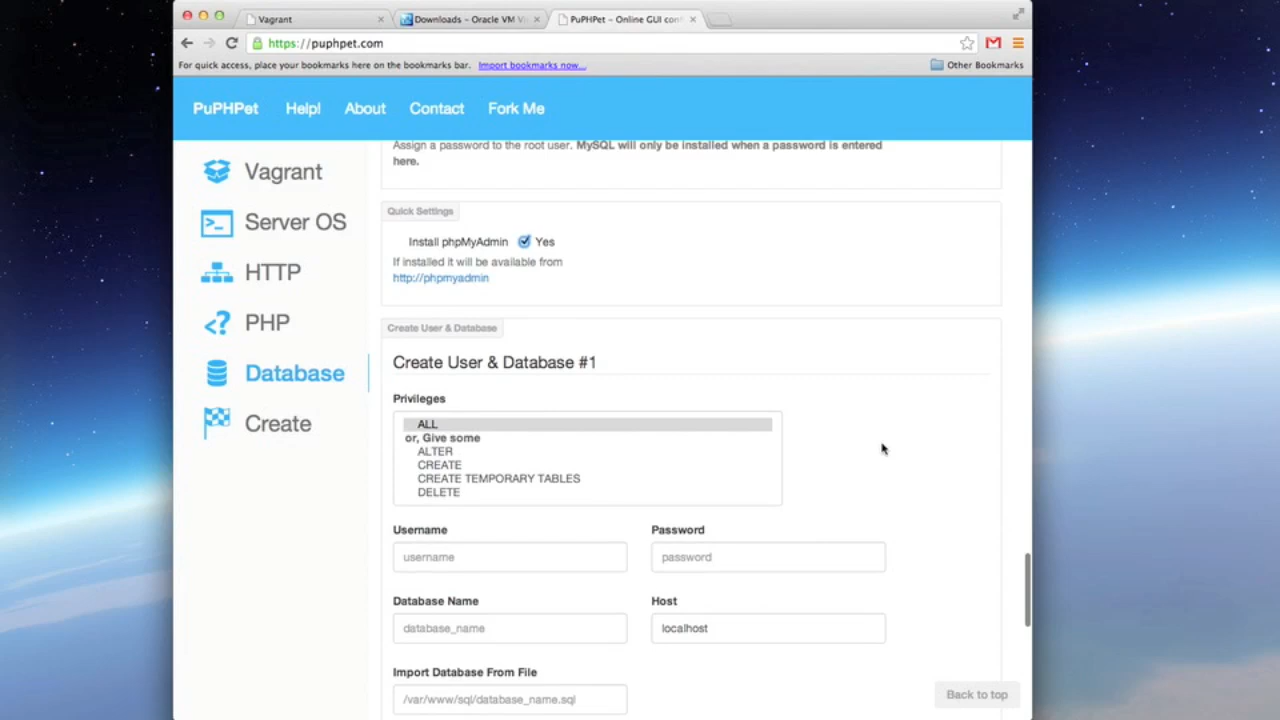 Vagrant
Downloads – Oracle VM Vi
PuPHPet – Online GUI con
https://puphpet.com
For quick access, place your bookmarks here on the bookmarks bar. Import bookmarks now...
Other Bookmarks
PuPHPet Help! About Contact Fork Me
Assign a password to the root user. MySQL will only be installed when a password is entered
here.
Vagrant
Server OS
HTTP
PHP
Database
Create
Quick Settings
Install phpMyAdmin Yes
If installed it will be available from
http://phpmyadmin
Create User & Database
Create User & Database #1
Privileges
ALL
or, Give some
ALTER
CREATE
CREATE TEMPORARY TABLES
DELETE
Username Password
username password
Database Name Host
database_name localhost
Import Database From File
/var/www/sql/database_name.sql
Back to top